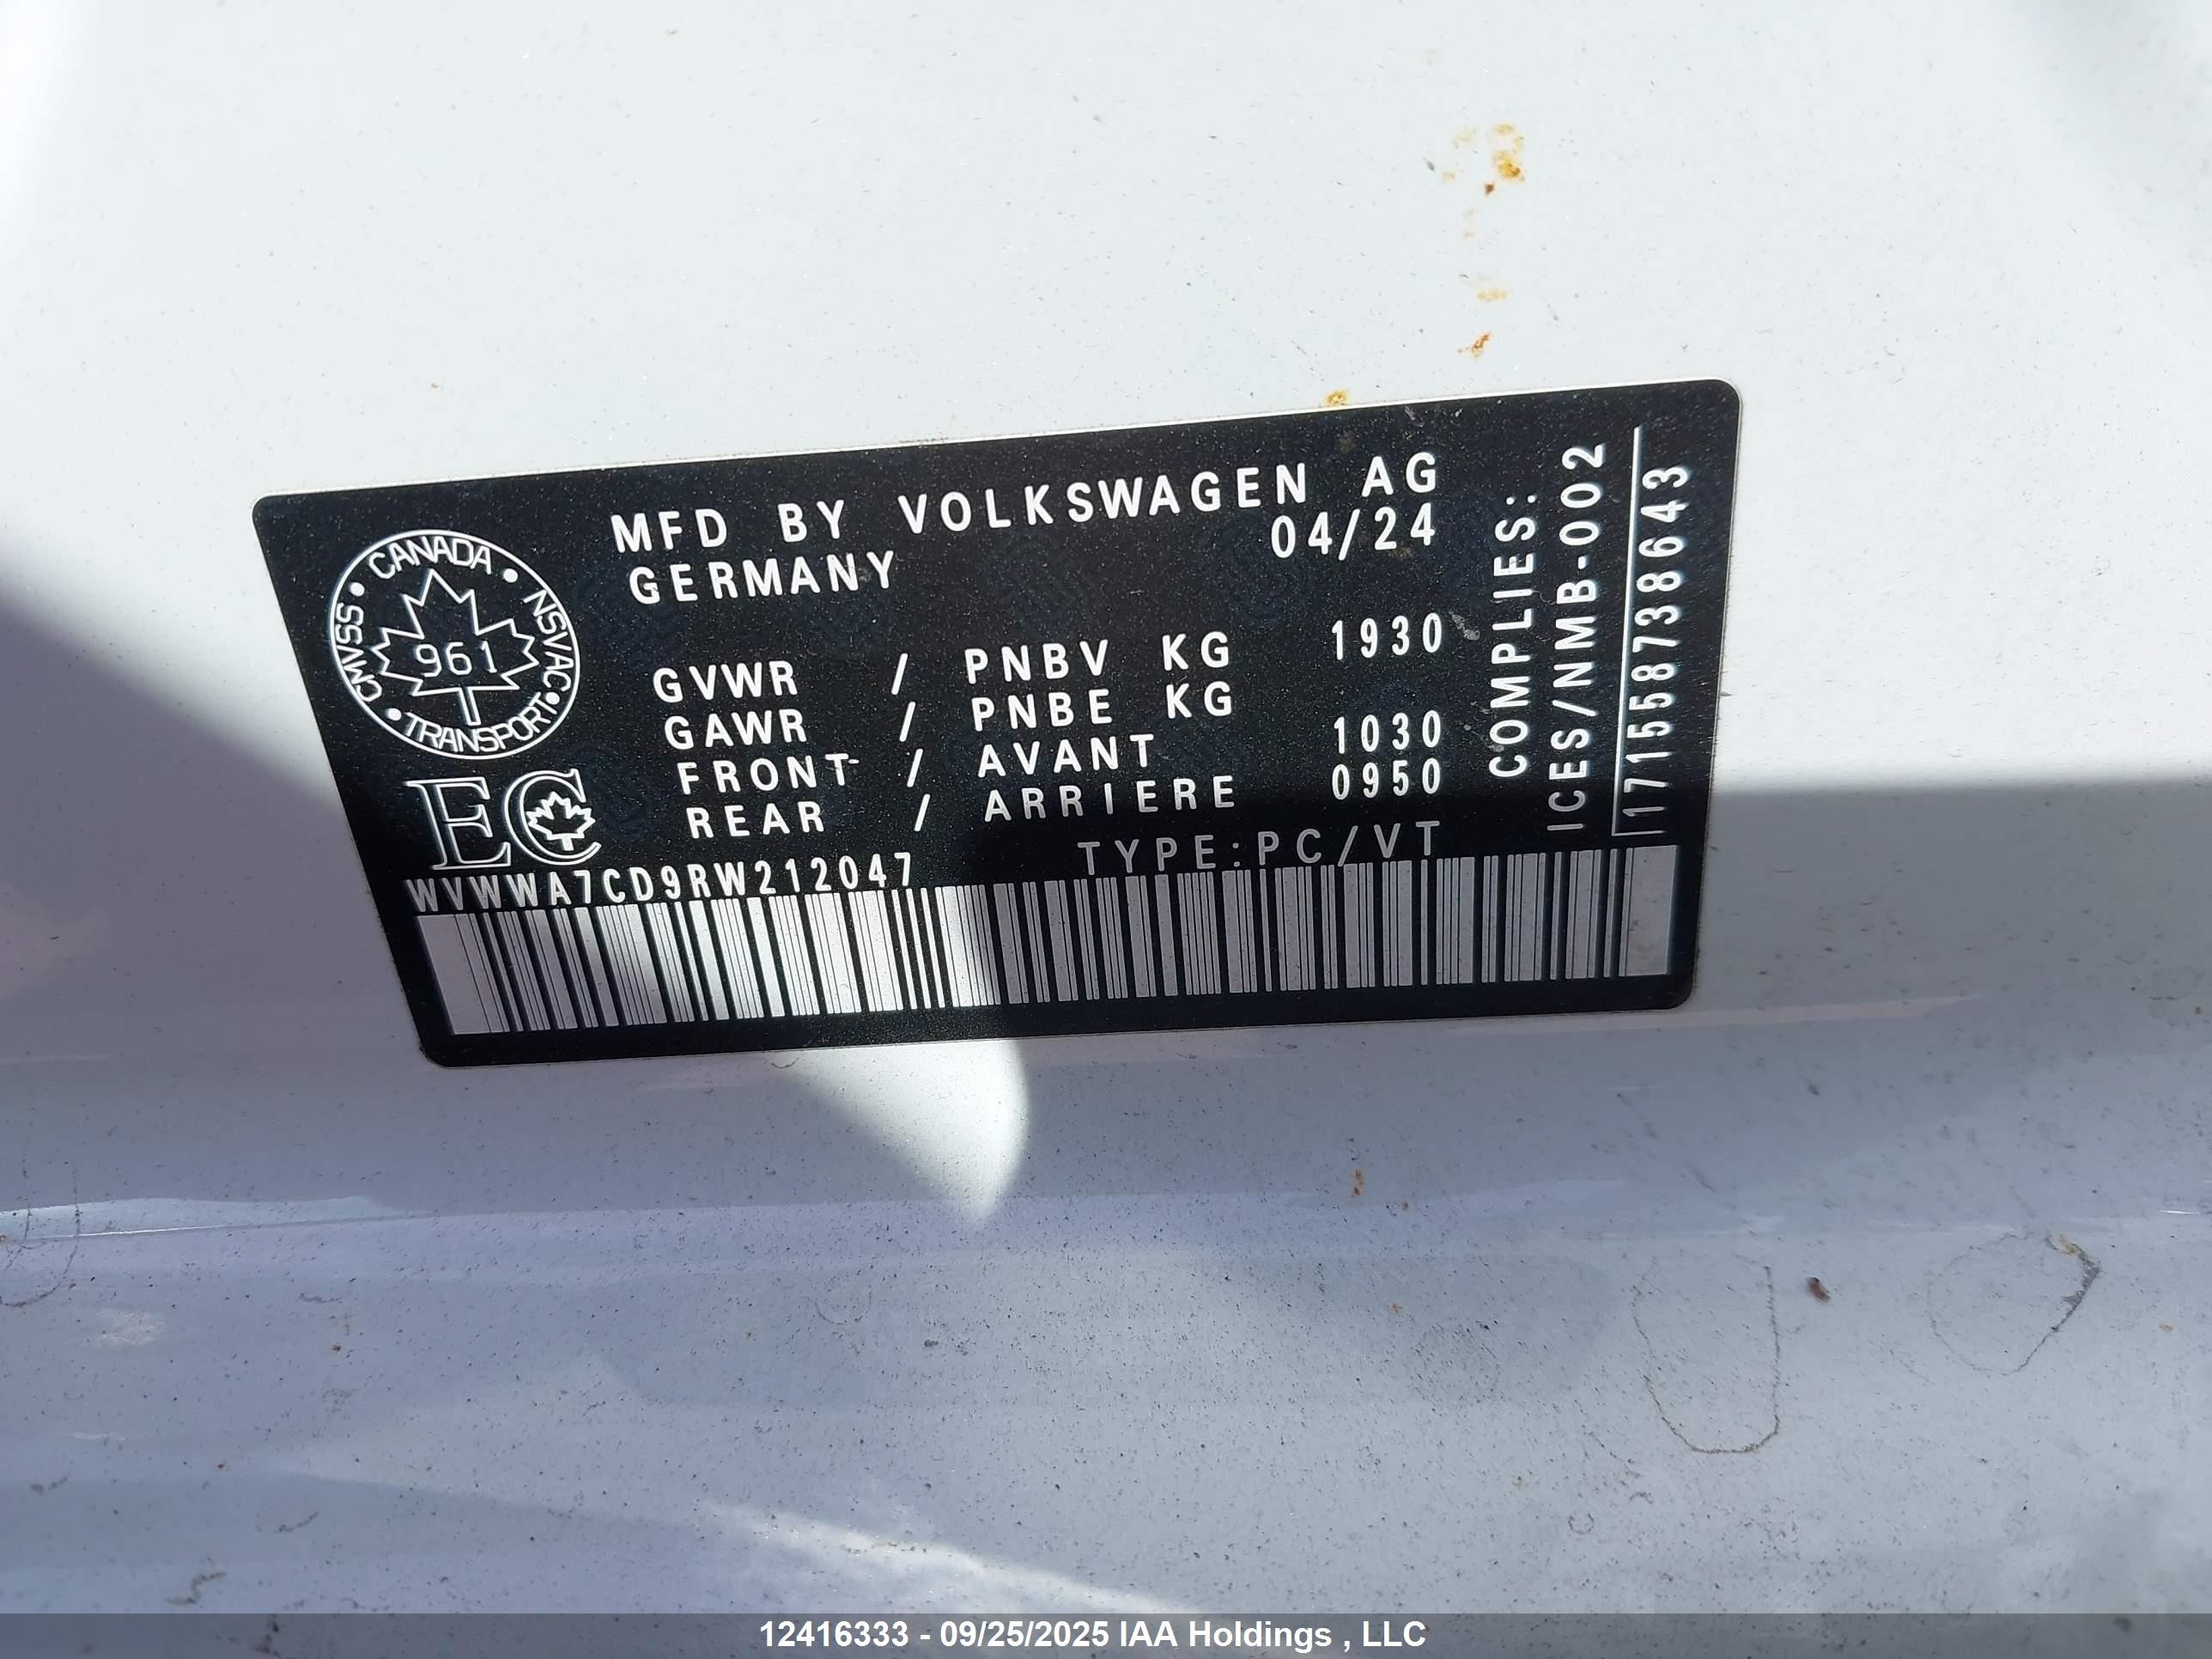 MFD BY VOLKSWAGEN AG
GERMANY 04/24
GVWR / PNBV KG 1930
GAWR / PNBE KG
FRONT / AVANT 1030
REAR / ARRIERE 0950
TYPE:PC/VT
CANADA
NSVAC
TRANSPORT
CMVSS
961
EC
WVWWA7CD9RW212047
COMPLIES:
ICES/NMB-002
171558738643
12416333 - 09/25/2025 IAA Holdings , LLC